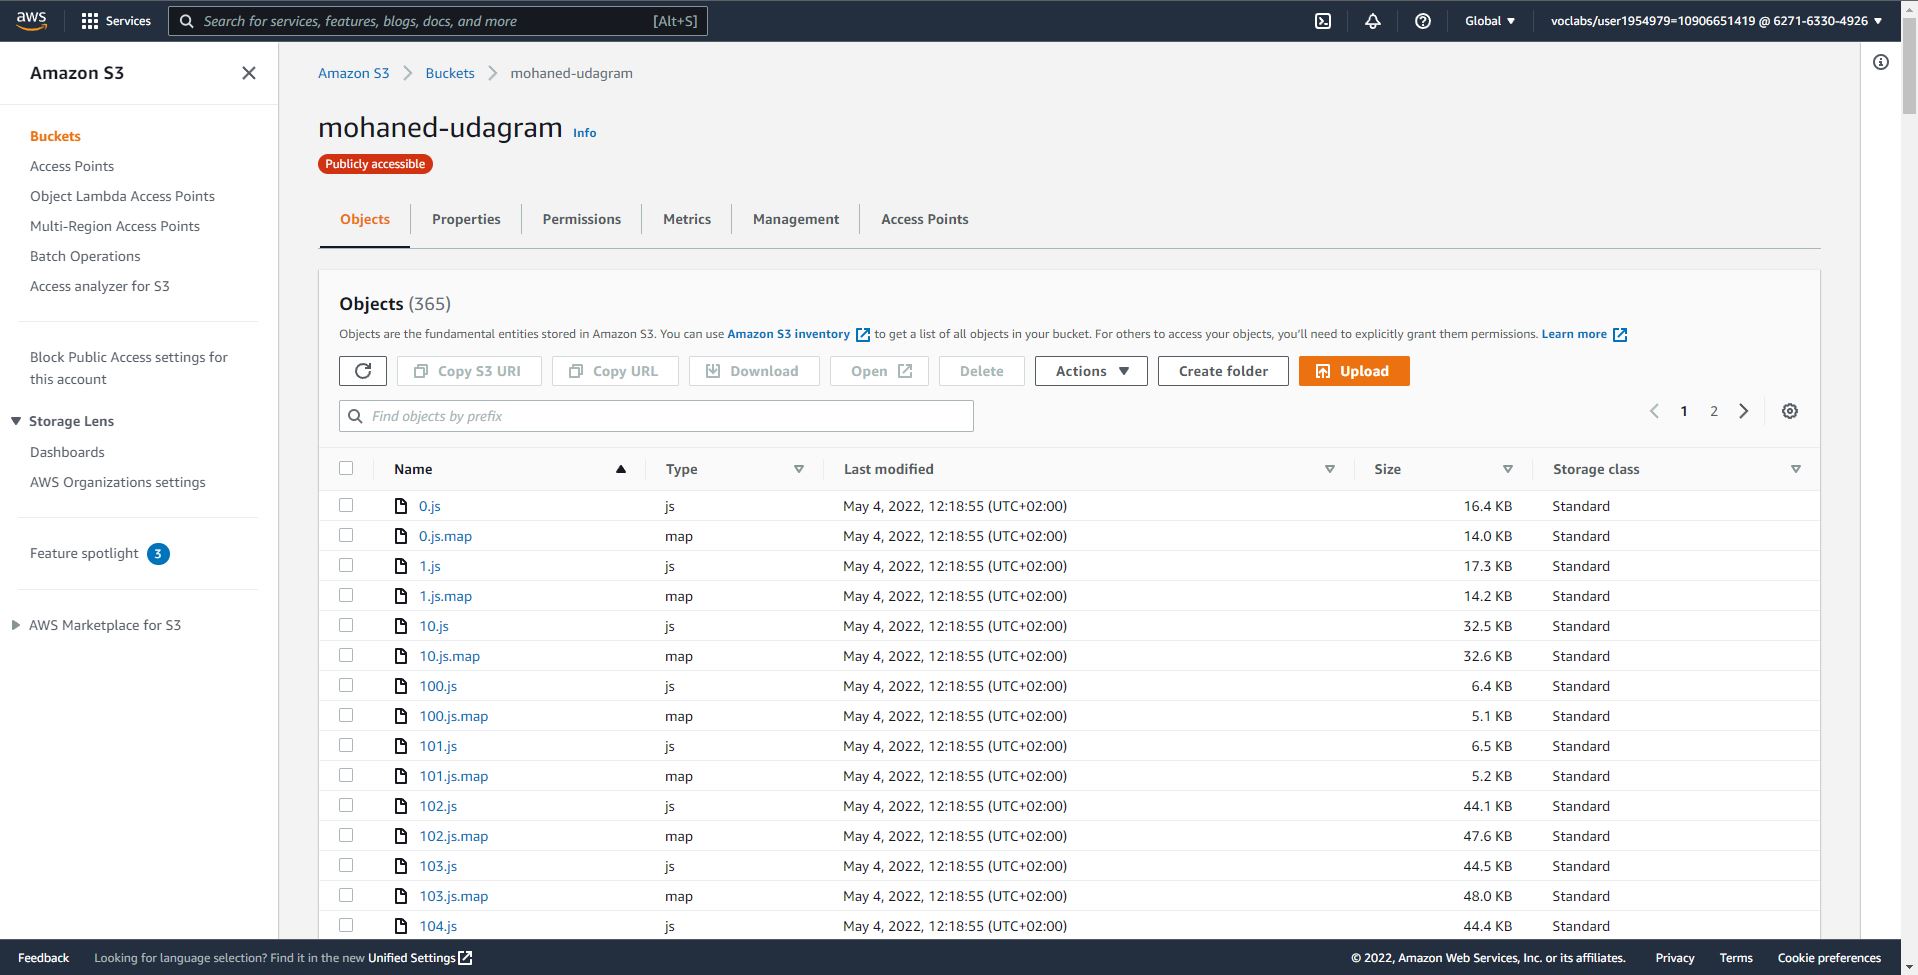 aws
Services
Search for services, features, blogs, docs, and more
[Alt+S]
Global
voclabs/user1954979=10906651419 @ 6271-6330-4926
Amazon S3
Buckets
Access Points
Object Lambda Access Points
Multi-Region Access Points
Batch Operations
Access analyzer for S3
Block Public Access settings for
this account
Storage Lens
Dashboards
AWS Organizations settings
Feature spotlight 3
AWS Marketplace for S3
Amazon S3 Buckets mohaned-udagram
mohaned-udagram Info
Publicly accessible
Objects Properties Permissions Metrics Management Access Points
Objects (365)
Objects are the fundamental entities stored in Amazon S3. You can use Amazon S3 inventory to get a list of all objects in your bucket. For others to access your objects, you'll need to explicitly grant them permissions. Learn more
Copy S3 URI Copy URL Download Open Delete Actions Create folder Upload
Find objects by prefix
1 2
Name Type Last modified Size Storage class
0.js js May 4, 2022, 12:18:55 (UTC+02:00) 16.4 KB Standard
0.js.map map May 4, 2022, 12:18:55 (UTC+02:00) 14.0 KB Standard
1.js js May 4, 2022, 12:18:55 (UTC+02:00) 17.3 KB Standard
1.js.map map May 4, 2022, 12:18:55 (UTC+02:00) 14.2 KB Standard
10.js js May 4, 2022, 12:18:55 (UTC+02:00) 32.5 KB Standard
10.js.map map May 4, 2022, 12:18:55 (UTC+02:00) 32.6 KB Standard
100.js js May 4, 2022, 12:18:55 (UTC+02:00) 6.4 KB Standard
100.js.map map May 4, 2022, 12:18:55 (UTC+02:00) 5.1 KB Standard
101.js js May 4, 2022, 12:18:55 (UTC+02:00) 6.5 KB Standard
101.js.map map May 4, 2022, 12:18:55 (UTC+02:00) 5.2 KB Standard
102.js js May 4, 2022, 12:18:55 (UTC+02:00) 44.1 KB Standard
102.js.map map May 4, 2022, 12:18:55 (UTC+02:00) 47.6 KB Standard
103.js js May 4, 2022, 12:18:55 (UTC+02:00) 44.5 KB Standard
103.js.map map May 4, 2022, 12:18:55 (UTC+02:00) 48.0 KB Standard
104.js js May 4, 2022, 12:18:55 (UTC+02:00) 44.4 KB Standard
Feedback Looking for language selection? Find it in the new Unified Settings © 2022, Amazon Web Services, Inc. or its affiliates. Privacy Terms Cookie preferences